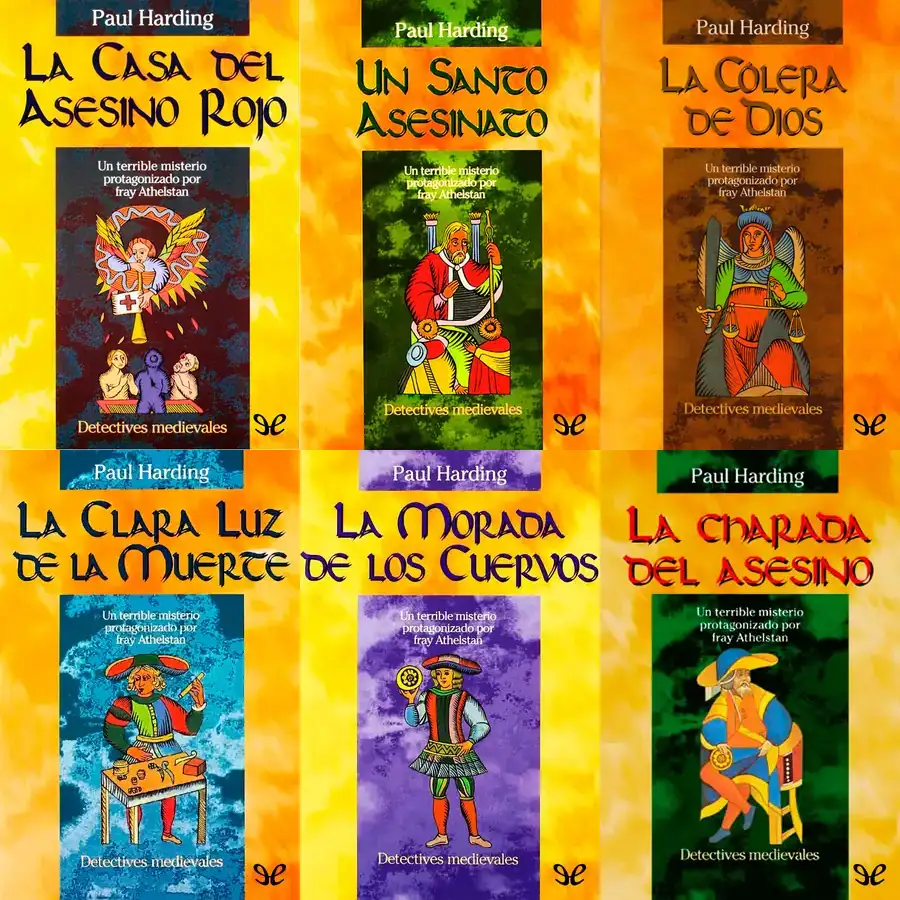 Paul Harding
La Casa del
Asesino Rojo
Un terrible misterio
protagonizado por
fray Athelstan
Detectives medievales
Paul Harding
Un Santo
Asesinato
Un terrible misterio
protagonizado por
fray Athelstan
Detectives medievales
Paul Harding
La Cólera
de Dios
Un terrible misterio
protagonizado por
fray Athelstan
Detectives medievales
Paul Harding
La Clara Luz
de la Muerte
Un terrible misterio
protagonizado por
fray Athelstan
Detectives medievales
Paul Harding
La Morada
de los Cuervos
Un terrible misterio
protagonizado por
fray Athelstan
Detectives medievales
Paul Harding
La charada
del asesino
Un terrible misterio
protagonizado por
fray Athelstan
Detectives medievales